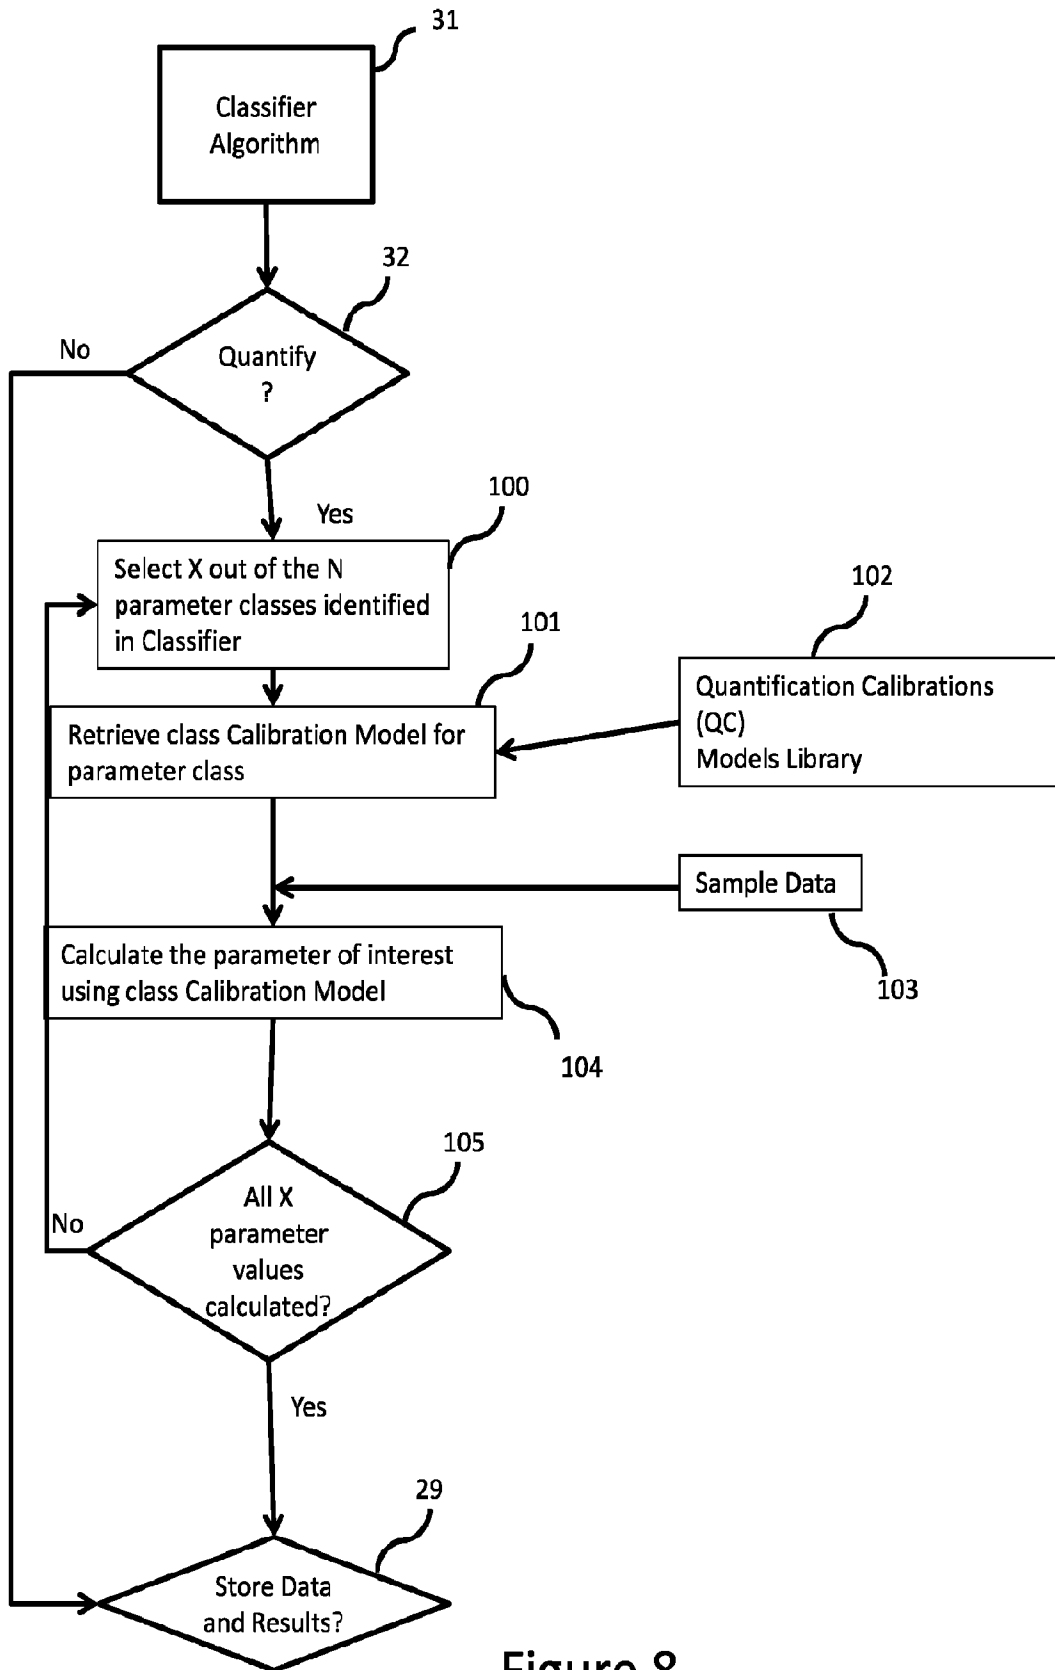 31
Classifier
Algorithm
32
No
Quantify
?
Yes
100
Select X out of the N
parameter classes identified
in Classifier
101
102
Retrieve class Calibration Model for
parameter class
Quantification Calibrations
(QC)
Models Library
Sample Data
103
Calculate the parameter of interest
using class Calibration Model
104
105
No
All X
parameter
values
calculated?
Yes
29
Store Data
and Results?
Figure 8